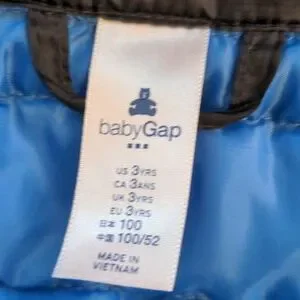 babyGap
US 3YRS
CA 3ANS
UK 3YRS
EU 3YRS
日本 100
中国 100/52
MADE IN
VIETNAM